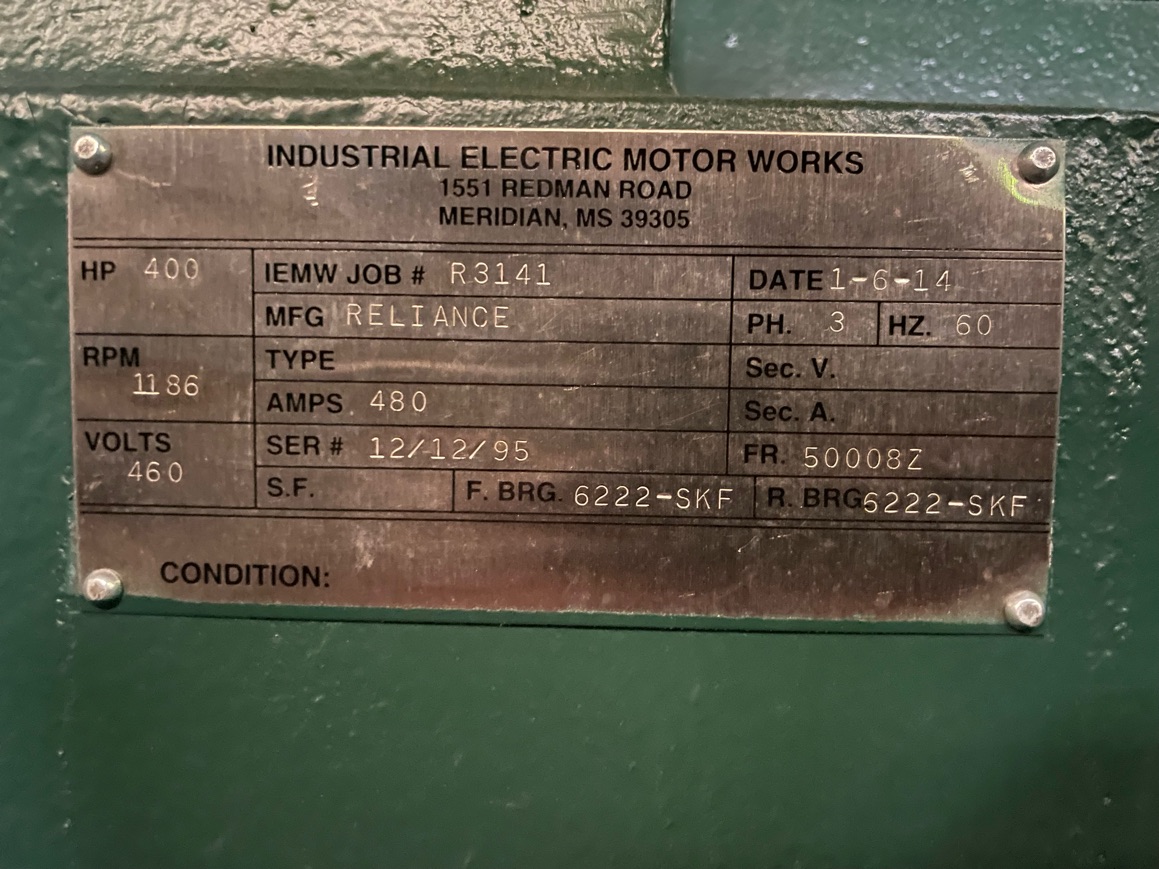 INDUSTRIAL ELECTRIC MOTOR WORKS
1551 REDMAN ROAD
MERIDIAN, MS 39305
HP 400
IEMW JOB # R3141
DATE 1-6-14
MFG RELIANCE
PH. 3
HZ. 60
RPM
1186
TYPE
Sec. V.
AMPS 480
Sec. A.
VOLTS
460
SER # 12/12/95
FR. 50008Z
S.F.
F. BRG. 6222-SKF
R. BRG 6222-SKF
CONDITION: